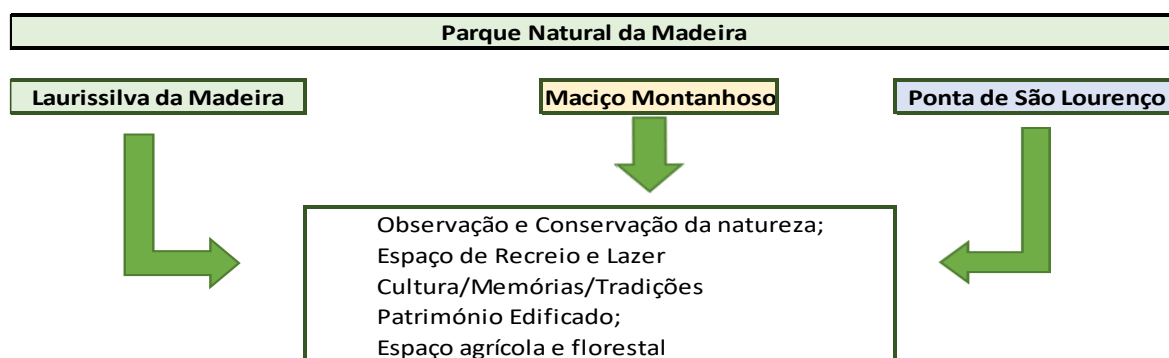 Parque Natural da Madeira
Laurissilva da Madeira
Maciço Montanhoso
Ponta de São Lourenço
Observação e Conservação da natureza;
Espaço de Recreio e Lazer
Cultura/Memórias/Tradições
Património Edificado;
Espaço agrícola e florestal